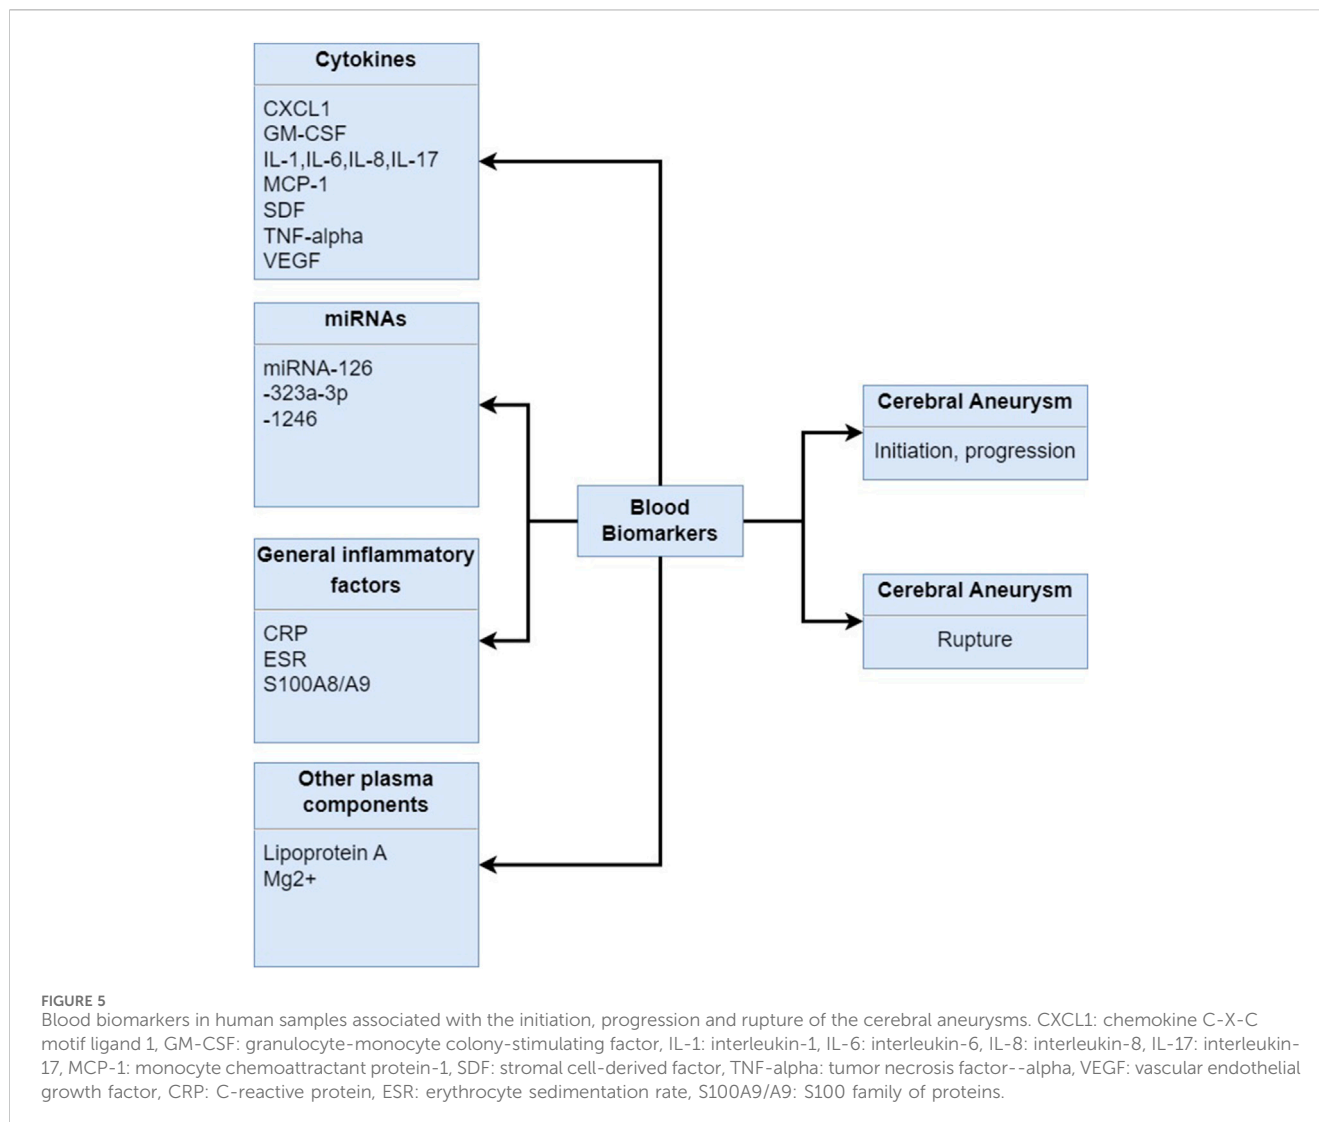 Cytokines
CXCL1
GM-CSF
IL-1,IL-6,IL-8,IL-17
MCP-1
SDF
TNF-alpha
VEGF
miRNAs
miRNA-126
-323a-3p
-1246
General inflammatory
factors
CRP
ESR
S100A8/A9
Other plasma
components
Lipoprotein A
Mg2+
Blood
Biomarkers
Cerebral Aneurysm
Initiation, progression
Cerebral Aneurysm
Rupture
FIGURE 5
Blood biomarkers in human samples associated with the initiation, progression and rupture of the cerebral aneurysms. CXCL1: chemokine C-X-C
motif ligand 1, GM-CSF: granulocyte-monocyte colony-stimulating factor, IL-1: interleukin-1, IL-6: interleukin-6, IL-8: interleukin-8, IL-17: interleukin-
17, MCP-1: monocyte chemoattractant protein-1, SDF: stromal cell-derived factor, TNF-alpha: tumor necrosis factor--alpha, VEGF: vascular endothelial
growth factor, CRP: C-reactive protein, ESR: erythrocyte sedimentation rate, S100A9/A9: S100 family of proteins.